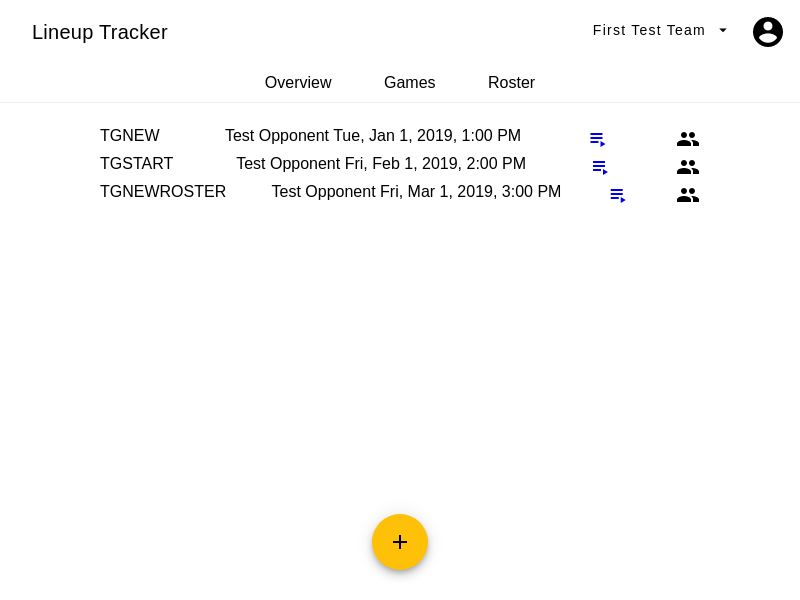 Lineup Tracker
First Test Team
Overview Games Roster
TGNEW Test Opponent Tue, Jan 1, 2019, 1:00 PM
TGSTART Test Opponent Fri, Feb 1, 2019, 2:00 PM
TGNEWROSTER Test Opponent Fri, Mar 1, 2019, 3:00 PM